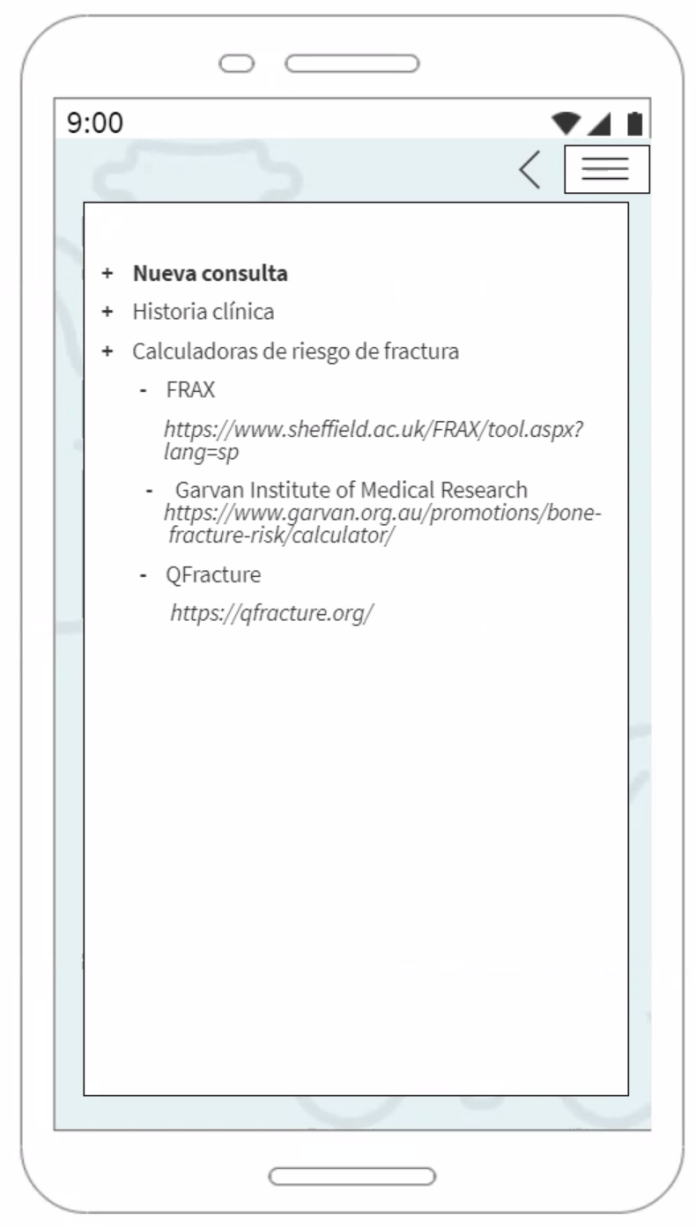 9:00
+ Nueva consulta
+ Historia clínica
+ Calculadoras de riesgo de fractura
- FRAX
https://www.sheffield.ac.uk/FRAX/tool.aspx?
lang=sp
- Garvan Institute of Medical Research
https://www.garvan.org.au/promotions/bone-
fracture-risk/calculator/
- QFracture
https://qfracture.org/